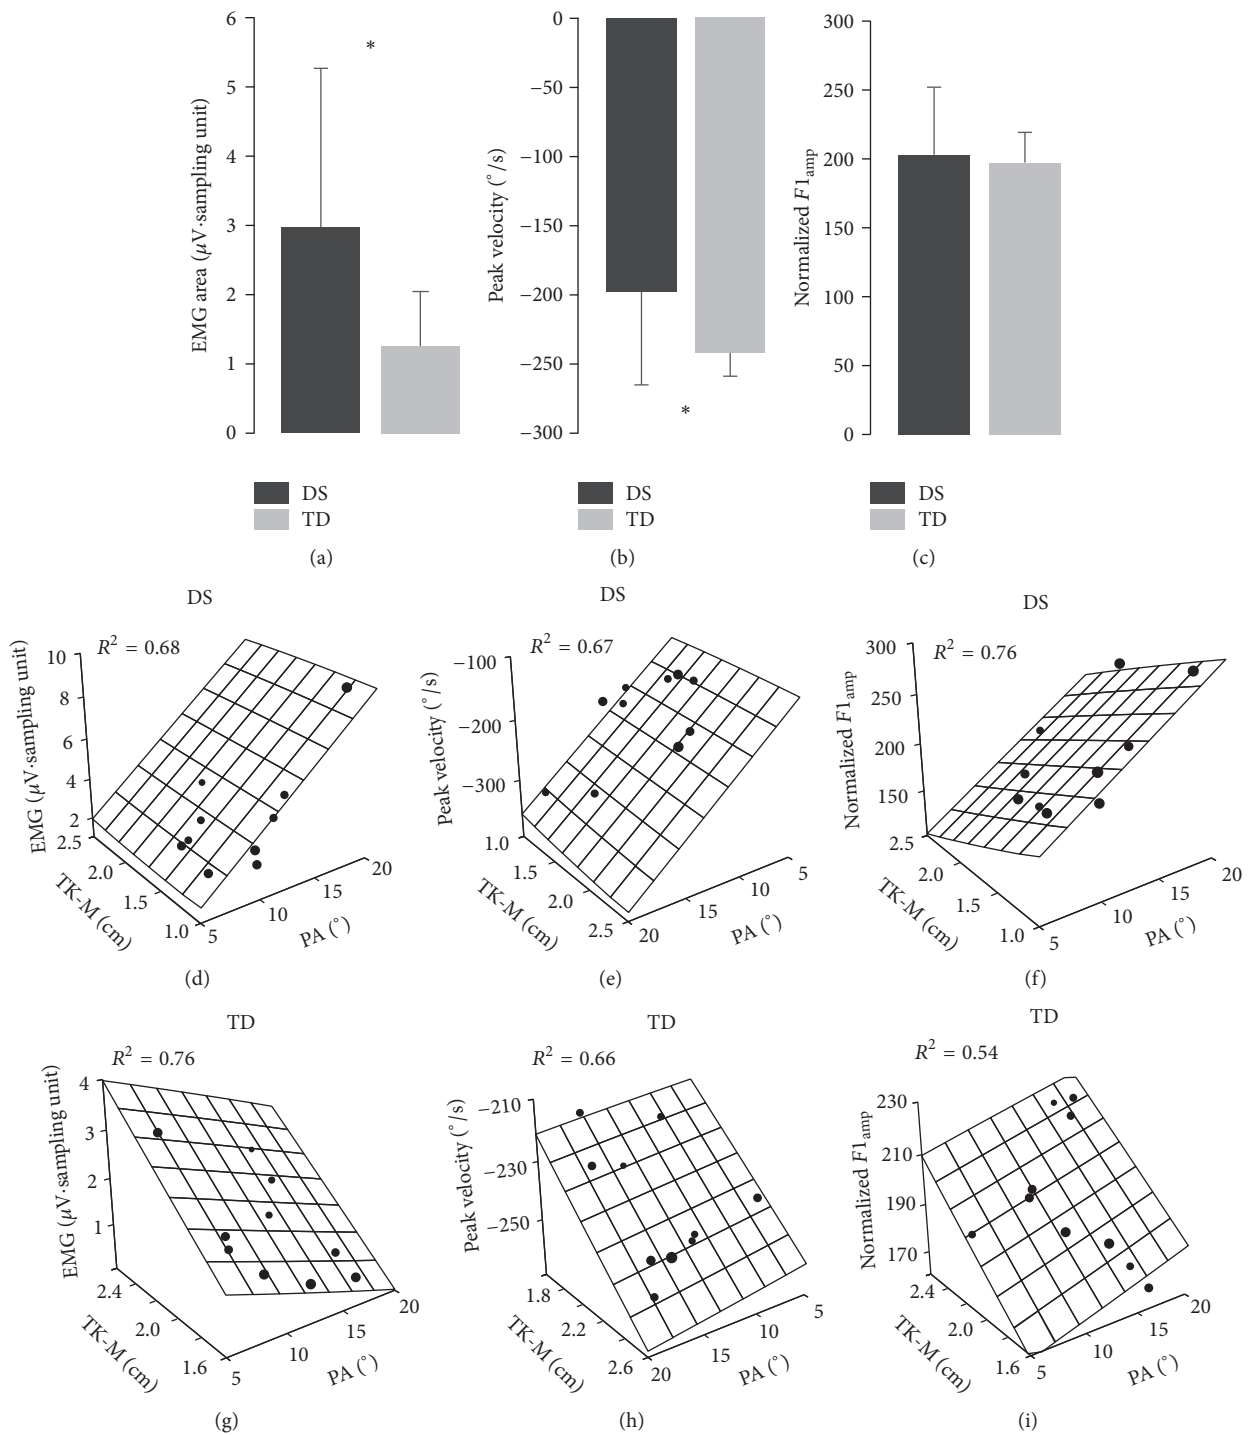 EMG area (μV·sampling unit)
6
5
4
3
2
1
0
*
DS
TD
(a)
Peak velocity (°/s)
0
−50
−100
−150
−200
−250
−300
*
DS
TD
(b)
Normalized F1amp
300
250
200
150
100
50
0
DS
TD
(c)
DS
R² = 0.68
EMG (μV·sampling unit)
10
8
6
4
2
2.5
2.0
1.5
1.0
TK-M (cm)
5
10
15
20
PA (°)
(d)
DS
R² = 0.67
Peak velocity (°/s)
−100
−200
−300
1.0
1.5
2.0
2.5
TK-M (cm)
20
15
10
5
PA (°)
(e)
DS
R² = 0.76
Normalized F1amp
300
250
200
150
2.5
2.0
1.5
1.0
TK-M (cm)
5
10
15
20
PA (°)
(f)
TD
R² = 0.76
EMG (μV·sampling unit)
4
3
2
1
2.4
2.0
1.6
TK-M (cm)
5
10
15
20
PA (°)
(g)
TD
R² = 0.66
Peak velocity (°/s)
−210
−230
−250
1.8
2.2
2.6
TK-M (cm)
20
15
10
5
PA (°)
(h)
TD
R² = 0.54
Normalized F1amp
230
210
190
170
2.4
2.0
1.6
TK-M (cm)
5
10
15
20
PA (°)
(i)